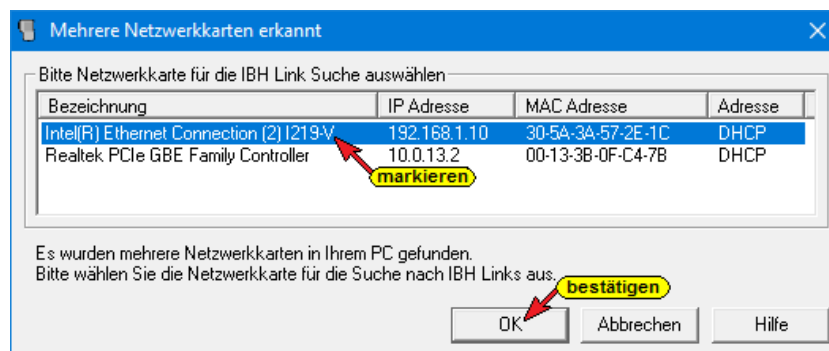 Mehrere Netzwerkkarten erkannt
Bitte Netzwerkkarte für die IBH Link Suche auswählen
Bezeichnung IP Adresse MAC Adresse Adresse
Intel(R) Ethernet Connection (2) I219-V 192.168.1.10 30-5A-3A-57-2E-1C DHCP
Realtek PCIe GBE Family Controller 10.0.13.2 00-13-3B-0F-C4-7B DHCP
markieren
Es wurden mehrere Netzwerkkarten in Ihrem PC gefunden.
Bitte wählen Sie die Netzwerkkarte für die Suche nach IBH Links aus.
bestätigen
OK Abbrechen Hilfe